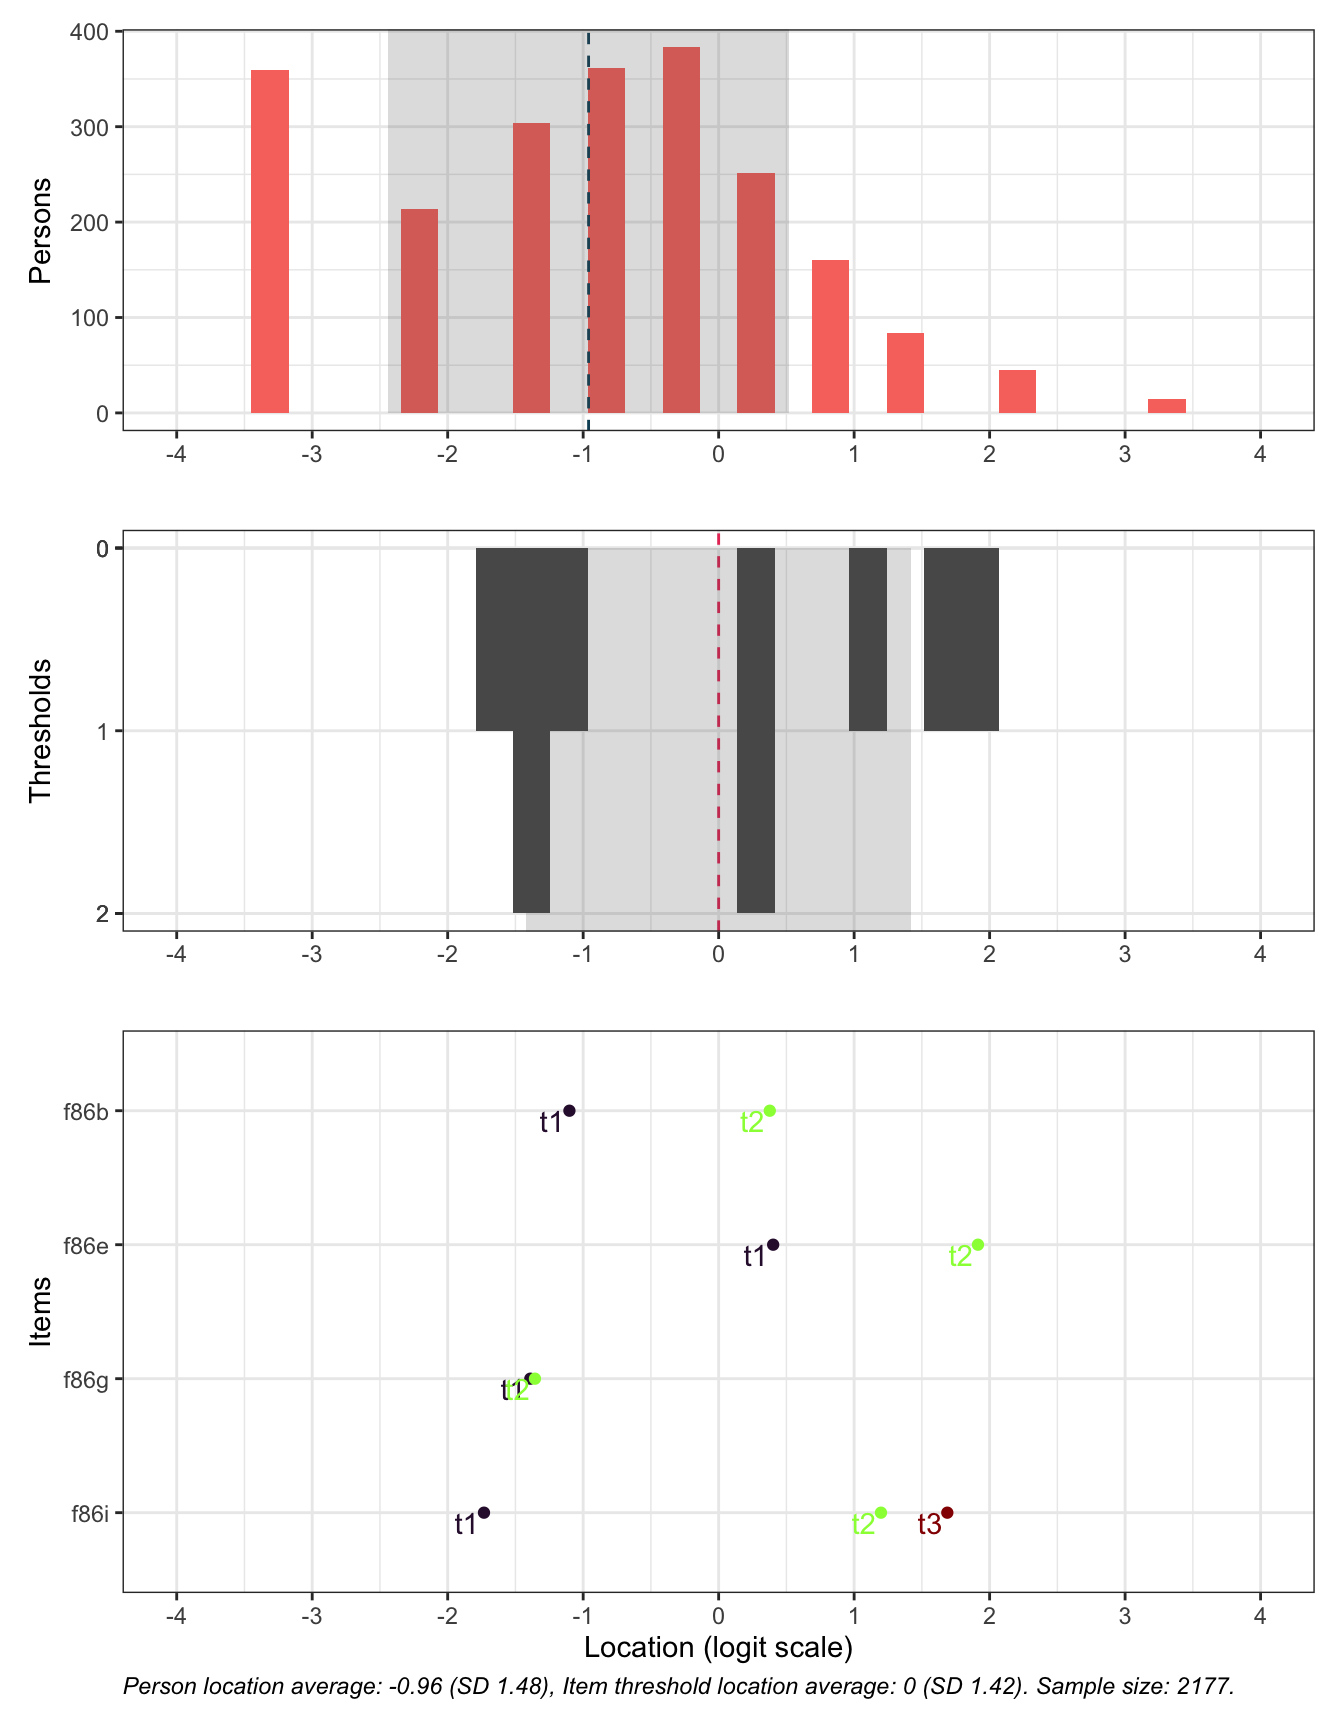 400
300
200
100
0
Persons
-4 -3 -2 -1 0 1 2 3 4
0
1
2
Thresholds
-4 -3 -2 -1 0 1 2 3 4
f86b t1 t2
f86e t1 t2
f86g t1 t2
f86i t1 t2 t3
Items
-4 -3 -2 -1 0 1 2 3 4
Location (logit scale)
Person location average: -0.96 (SD 1.48), Item threshold location average: 0 (SD 1.42). Sample size: 2177.